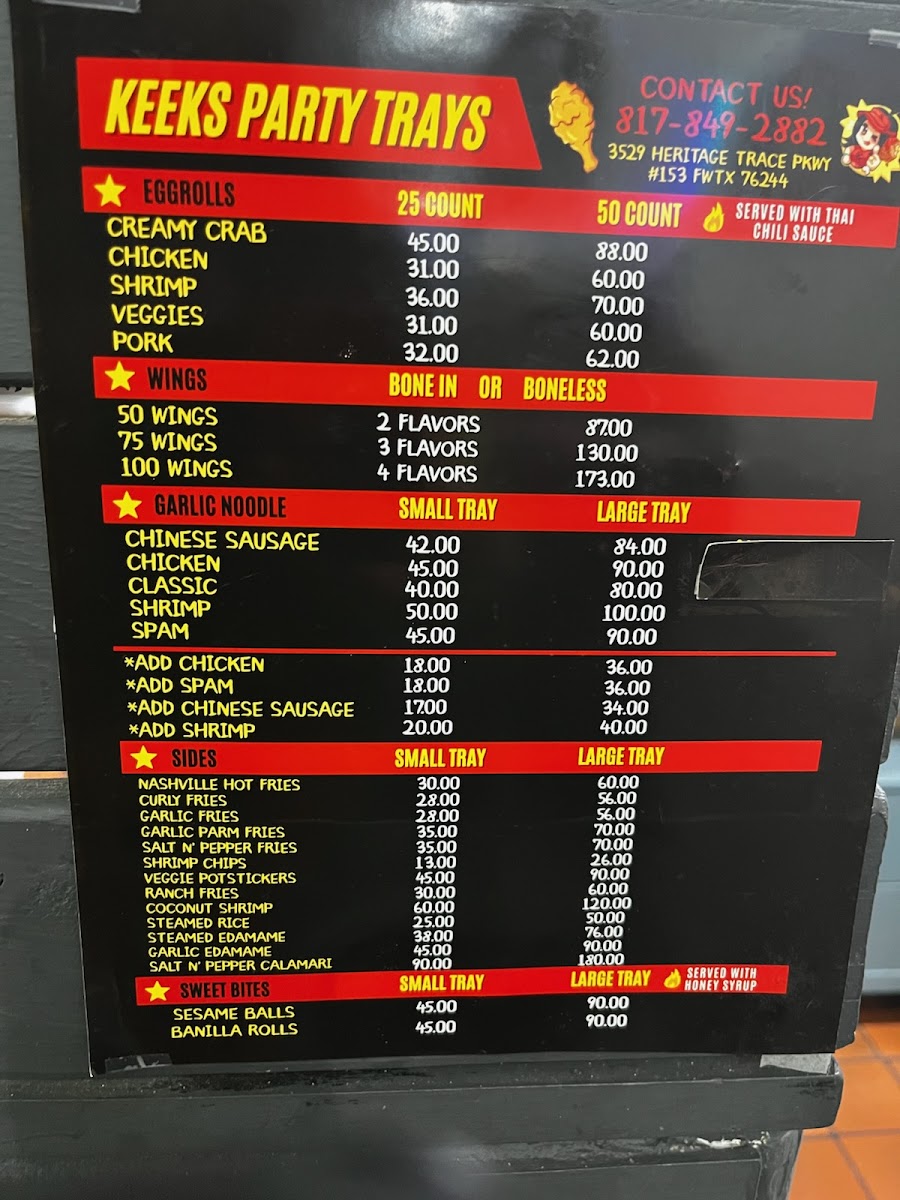 KEEKS PARTY TRAYS
CONTACT US!
817-849-2882
3529 HERITAGE TRACE PKWY
#153 FWTX 76244
EGGROLLS 25 COUNT 50 COUNT SERVED WITH THAI
CHILI SAUCE
CREAMY CRAB 45.00 88.00
CHICKEN 31.00 60.00
SHRIMP 36.00 70.00
VEGGIES 31.00 60.00
PORK 32.00 62.00
WINGS BONE IN OR BONELESS
50 WINGS 2 FLAVORS 87.00
75 WINGS 3 FLAVORS 130.00
100 WINGS 4 FLAVORS 173.00
GARLIC NOODLE SMALL TRAY LARGE TRAY
CHINESE SAUSAGE 42.00 84.00
CHICKEN 45.00 90.00
CLASSIC 40.00 80.00
SHRIMP 50.00 100.00
SPAM 45.00 90.00
*ADD CHICKEN 18.00 36.00
*ADD SPAM 18.00 36.00
*ADD CHINESE SAUSAGE 17.00 34.00
*ADD SHRIMP 20.00 40.00
SIDES SMALL TRAY LARGE TRAY
NASHVILLE HOT FRIES 30.00 60.00
CURLY FRIES 28.00 56.00
GARLIC FRIES 28.00 56.00
GARLIC PARM FRIES 35.00 70.00
SALT N' PEPPER FRIES 35.00 70.00
SHRIMP CHIPS 13.00 26.00
VEGGIE POTSTICKERS 45.00 90.00
RANCH FRIES 30.00 60.00
COCONUT SHRIMP 60.00 120.00
STEAMED RICE 25.00 50.00
STEAMED EDAMAME 38.00 76.00
GARLIC EDAMAME 45.00 90.00
SALT N' PEPPER CALAMARI 90.00 180.00
SWEET BITES SMALL TRAY LARGE TRAY SERVED WITH
HONEY SYRUP
SESAME BALLS 45.00 90.00
BANILLA ROLLS 45.00 90.00